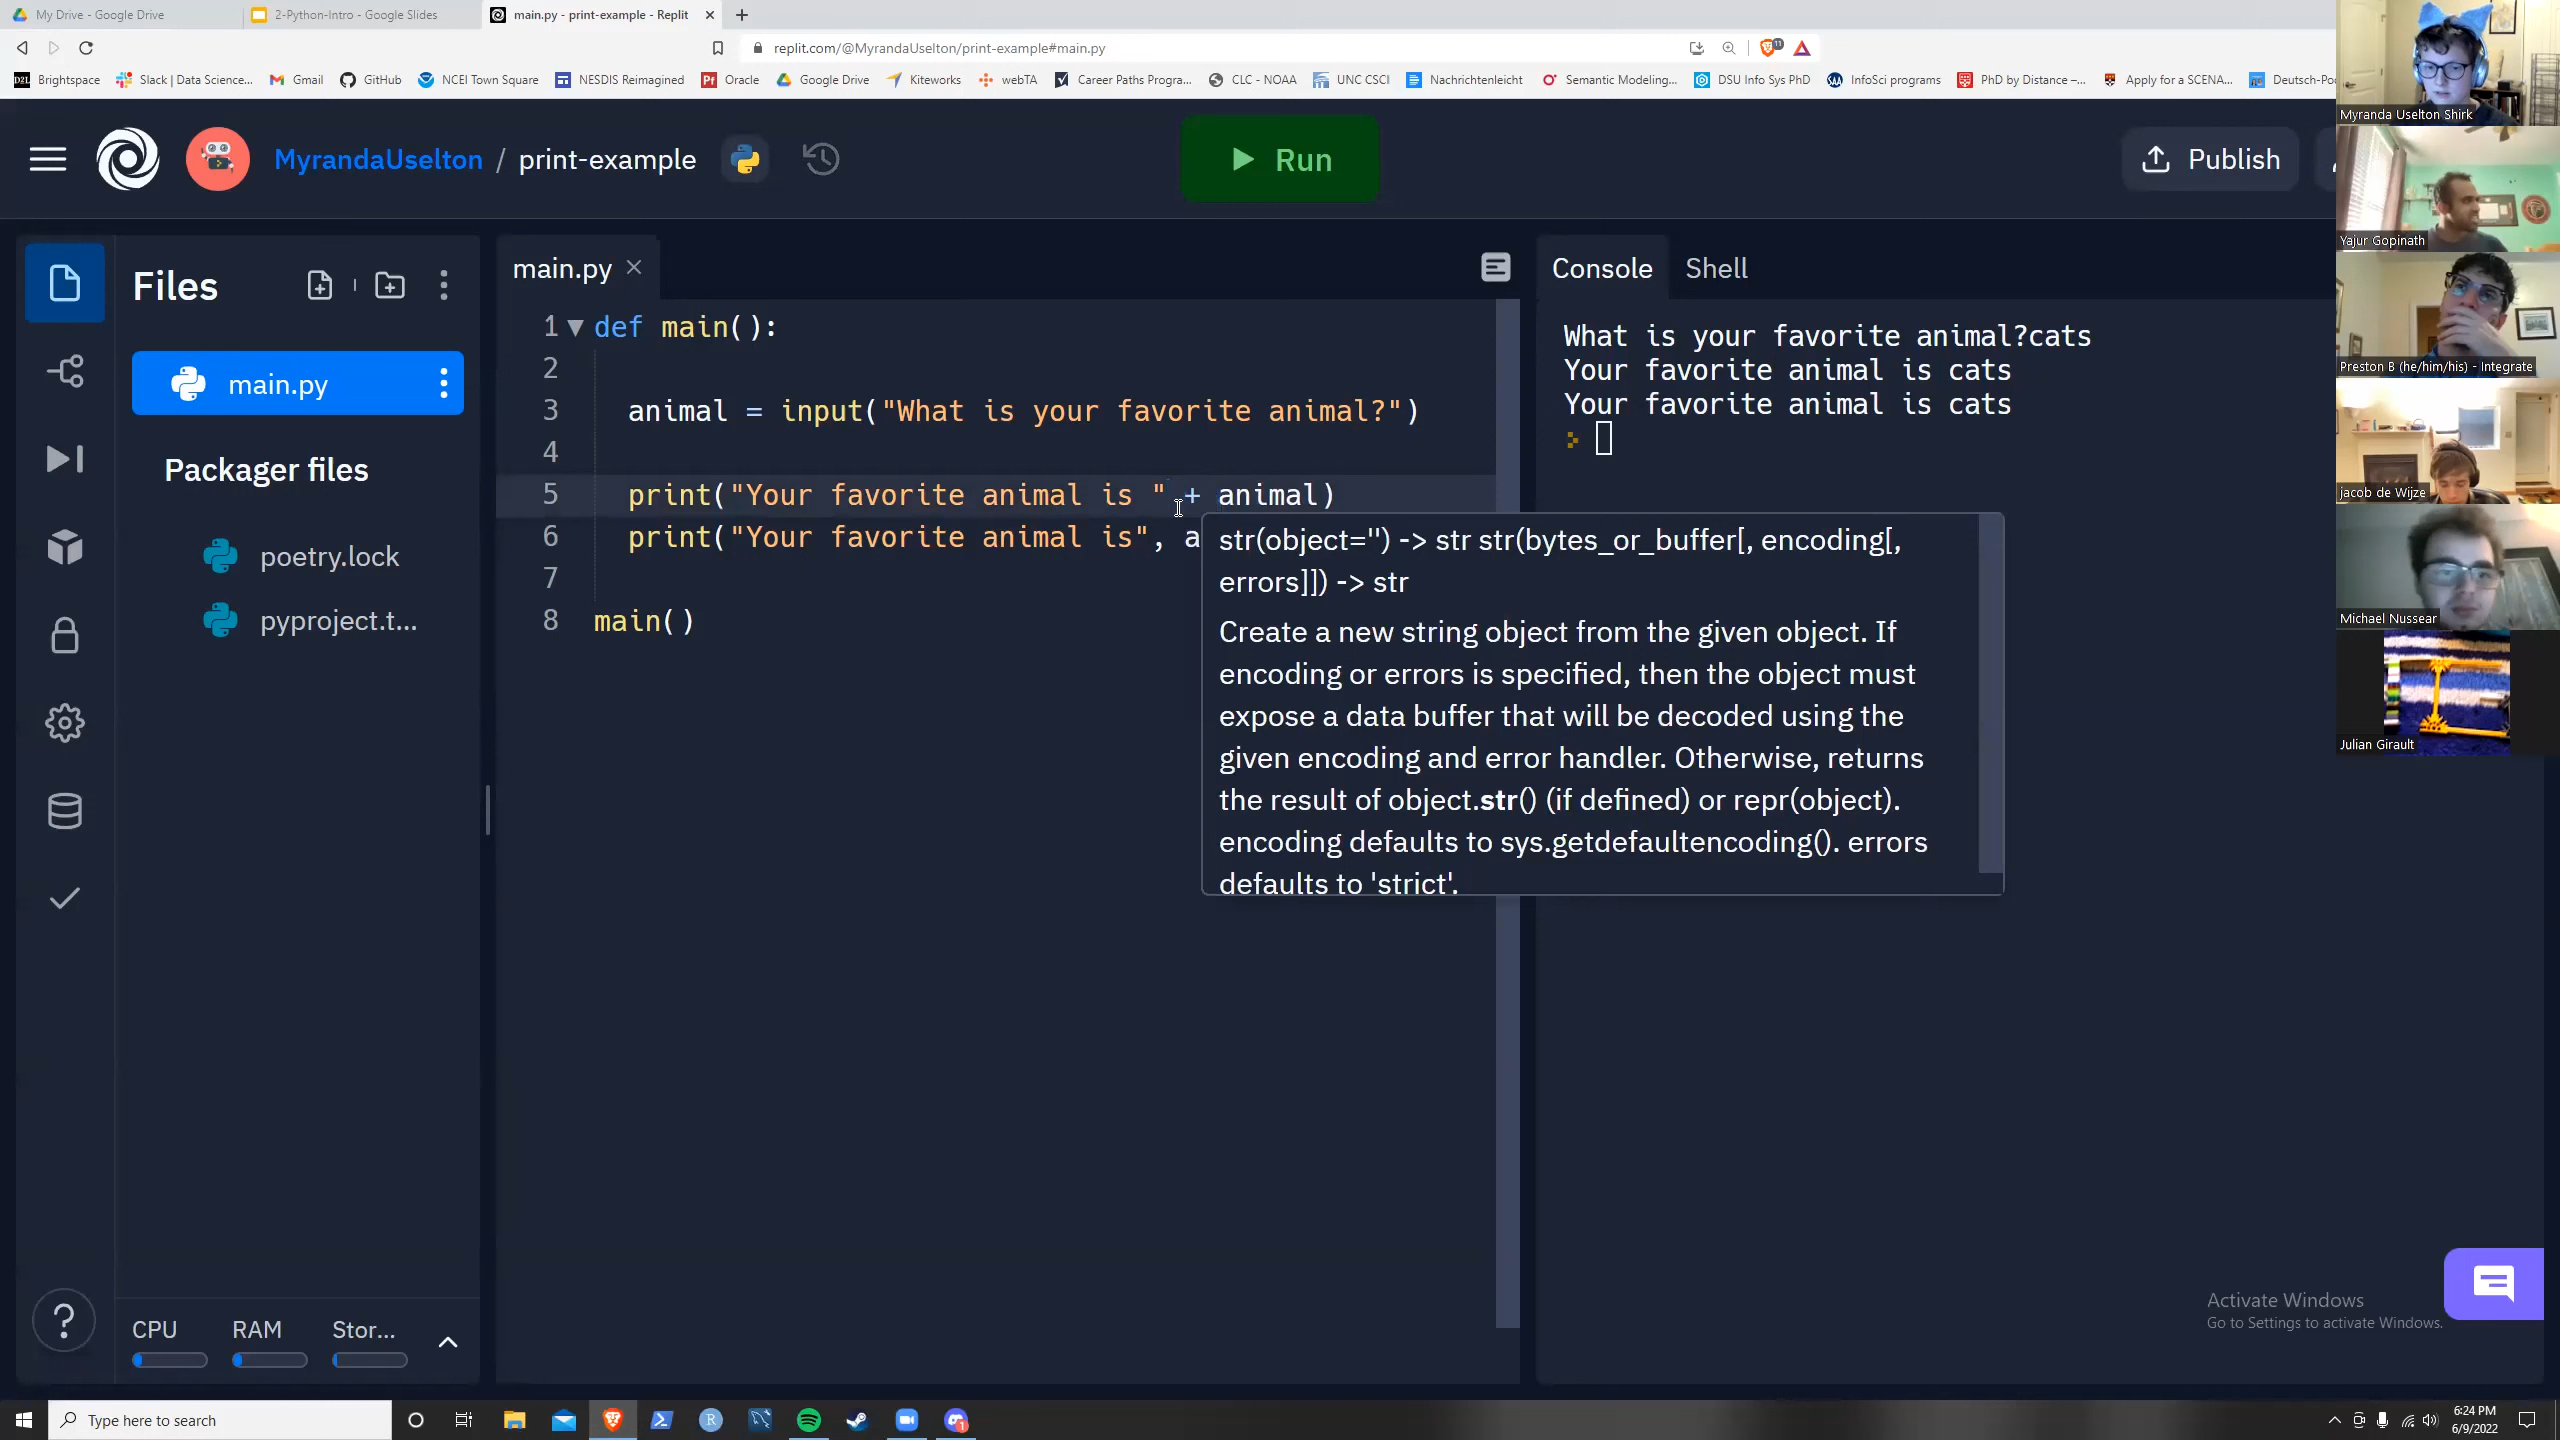 My Drive - Google Drive
2-Python-Intro - Google Slides
main.py - print-example - Replit
replit.com/@MyrandaUselton/print-example#main.py
11
Brightspace
Slack | Data Science...
Gmail
GitHub
NCEI Town Square
NESDIS Reimagined
Oracle
Google Drive
Kiteworks
webTA
Career Paths Progra...
CLC - NOAA
UNC CSCI
Nachrichtenleicht
Semantic Modeling...
DSU Info Sys PhD
InfoSci programs
PhD by Distance –...
Apply for a SCENA...
Deutsch-Po
MyrandaUselton / print-example
Run
Publish
Files
main.py
Packager files
poetry.lock
pyproject.t...
main.py
1 def main():
2
3 animal = input("What is your favorite animal?")
4
5 print("Your favorite animal is " + animal)
6 print("Your favorite animal is", a
7
8 main()
str(object='') -> str str(bytes_or_buffer[, encoding[,
errors]]) -> str
Create a new string object from the given object. If
encoding or errors is specified, then the object must
expose a data buffer that will be decoded using the
given encoding and error handler. Otherwise, returns
the result of object.str() (if defined) or repr(object).
encoding defaults to sys.getdefaultencoding(). errors
defaults to 'strict'.
Console
Shell
What is your favorite animal?cats
Your favorite animal is cats
Your favorite animal is cats
Myranda Uselton Shirk
Yajur Gopinath
Preston B (he/him/his) - Integrate
jacob de Wijze
Michael Nussear
Julian Girault
Activate Windows
Go to Settings to activate Windows.
CPU
RAM
Stor...
Type here to search
6:24 PM
6/9/2022